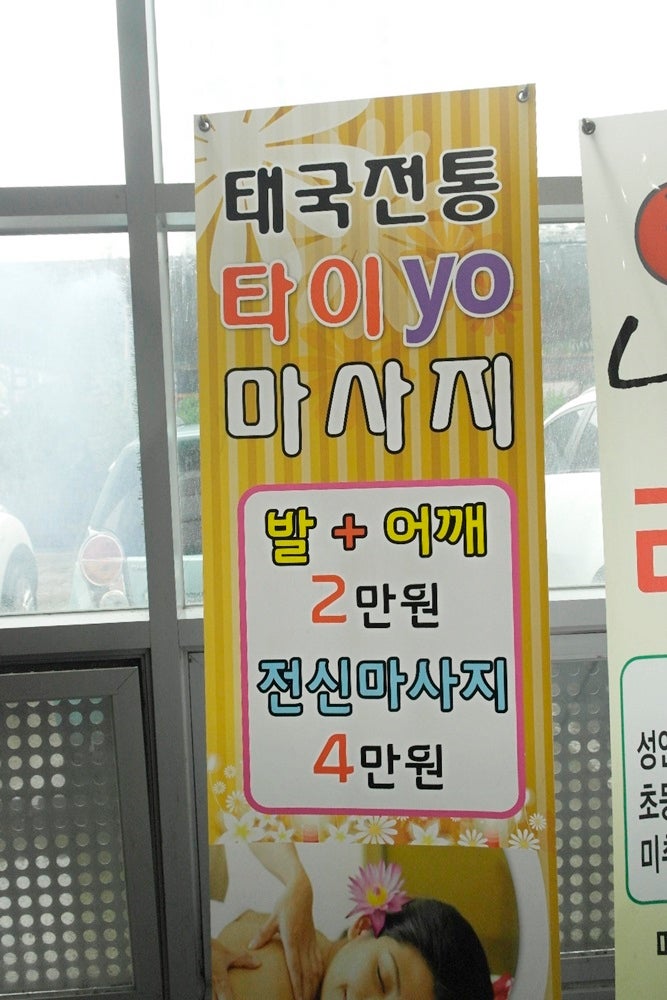 태국전통
타이yo
마사지
발 + 어깨
2만원
전신마사지
4만원